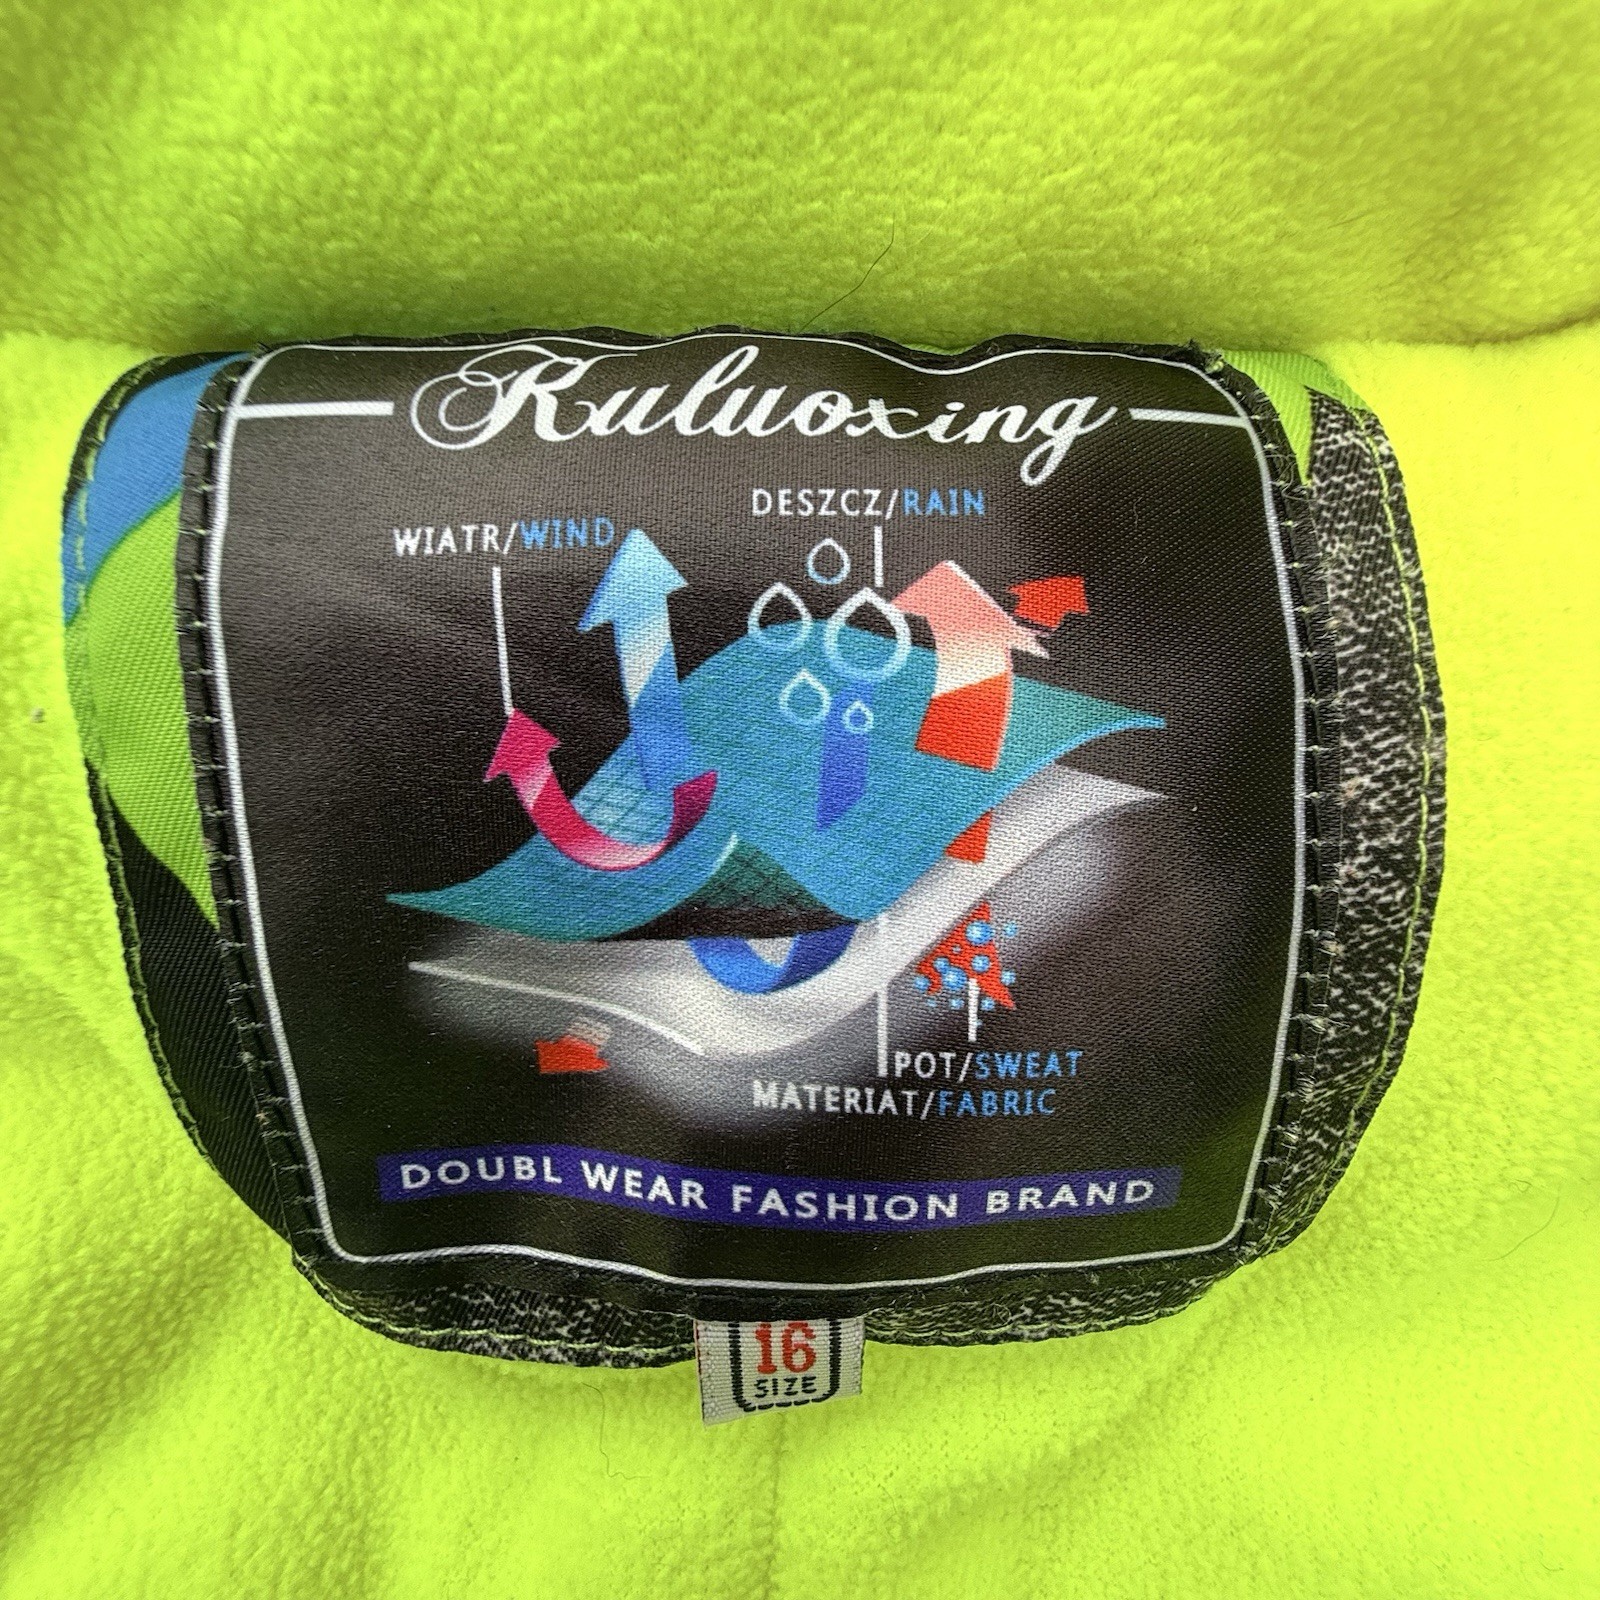 Kuluoxing
DESZCZ/RAIN
WIATR/WIND
POT/SWEAT
MATERIAT/FABRIC
DOUBL WEAR FASHION BRAND
16
SIZE